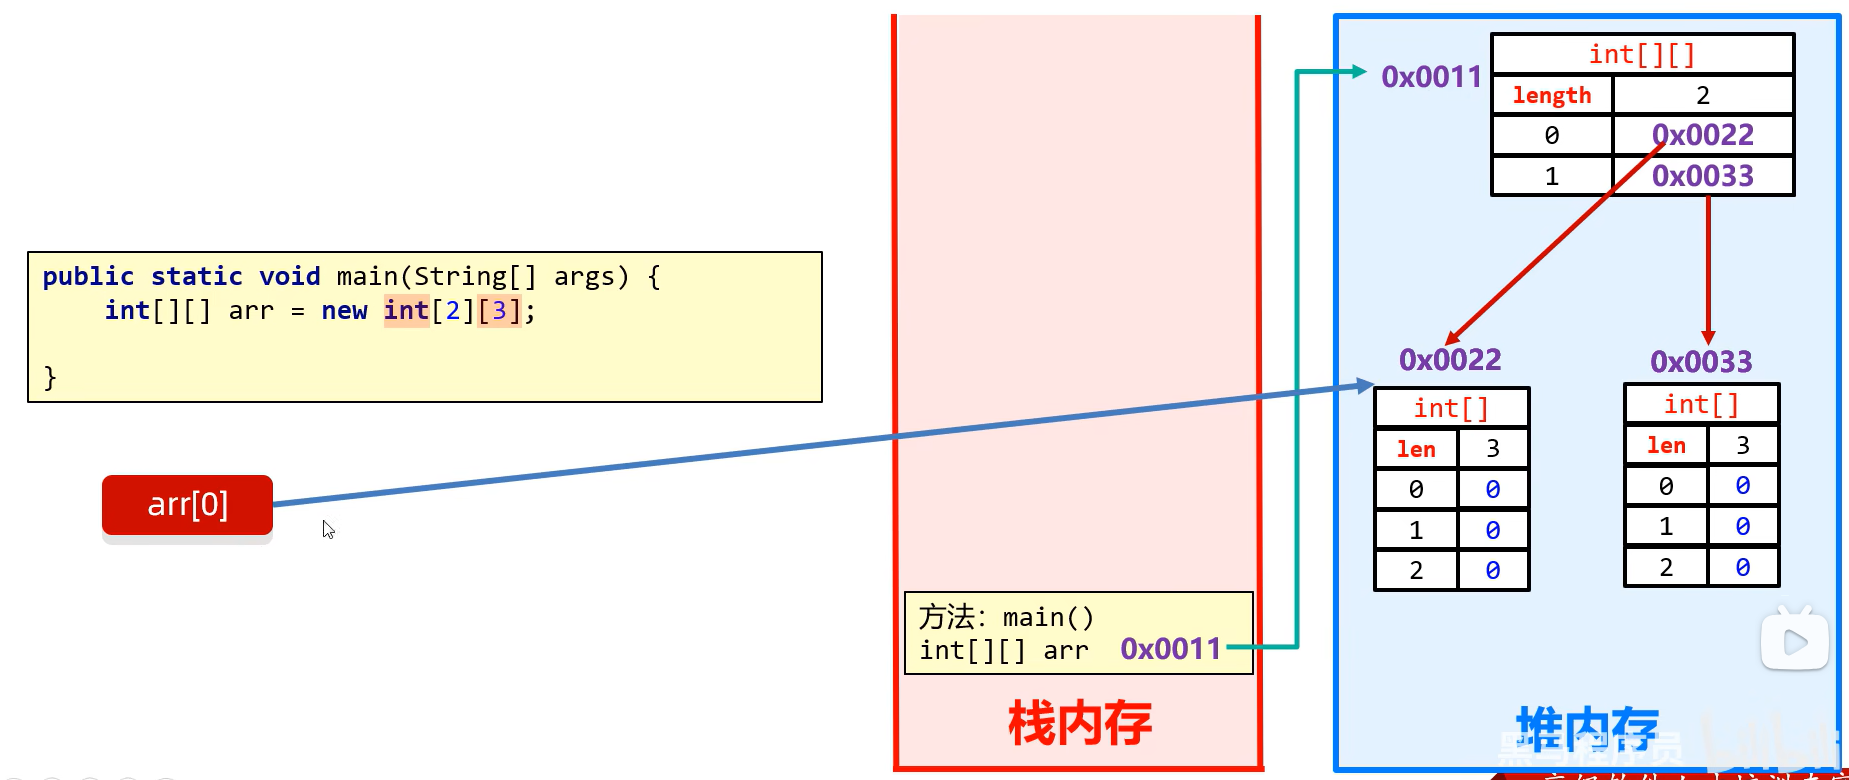 public static void main(String[] args) {
int[][] arr = new int[2][3];
}
arr[0]
方法：main()
int[][] arr 0x0011
栈内存
0x0011
int[][]
length 2
0 0x0022
1 0x0033
0x0022
int[]
len 3
0 0
1 0
2 0
0x0033
int[]
len 3
0 0
1 0
2 0
堆内存
黑马程序员